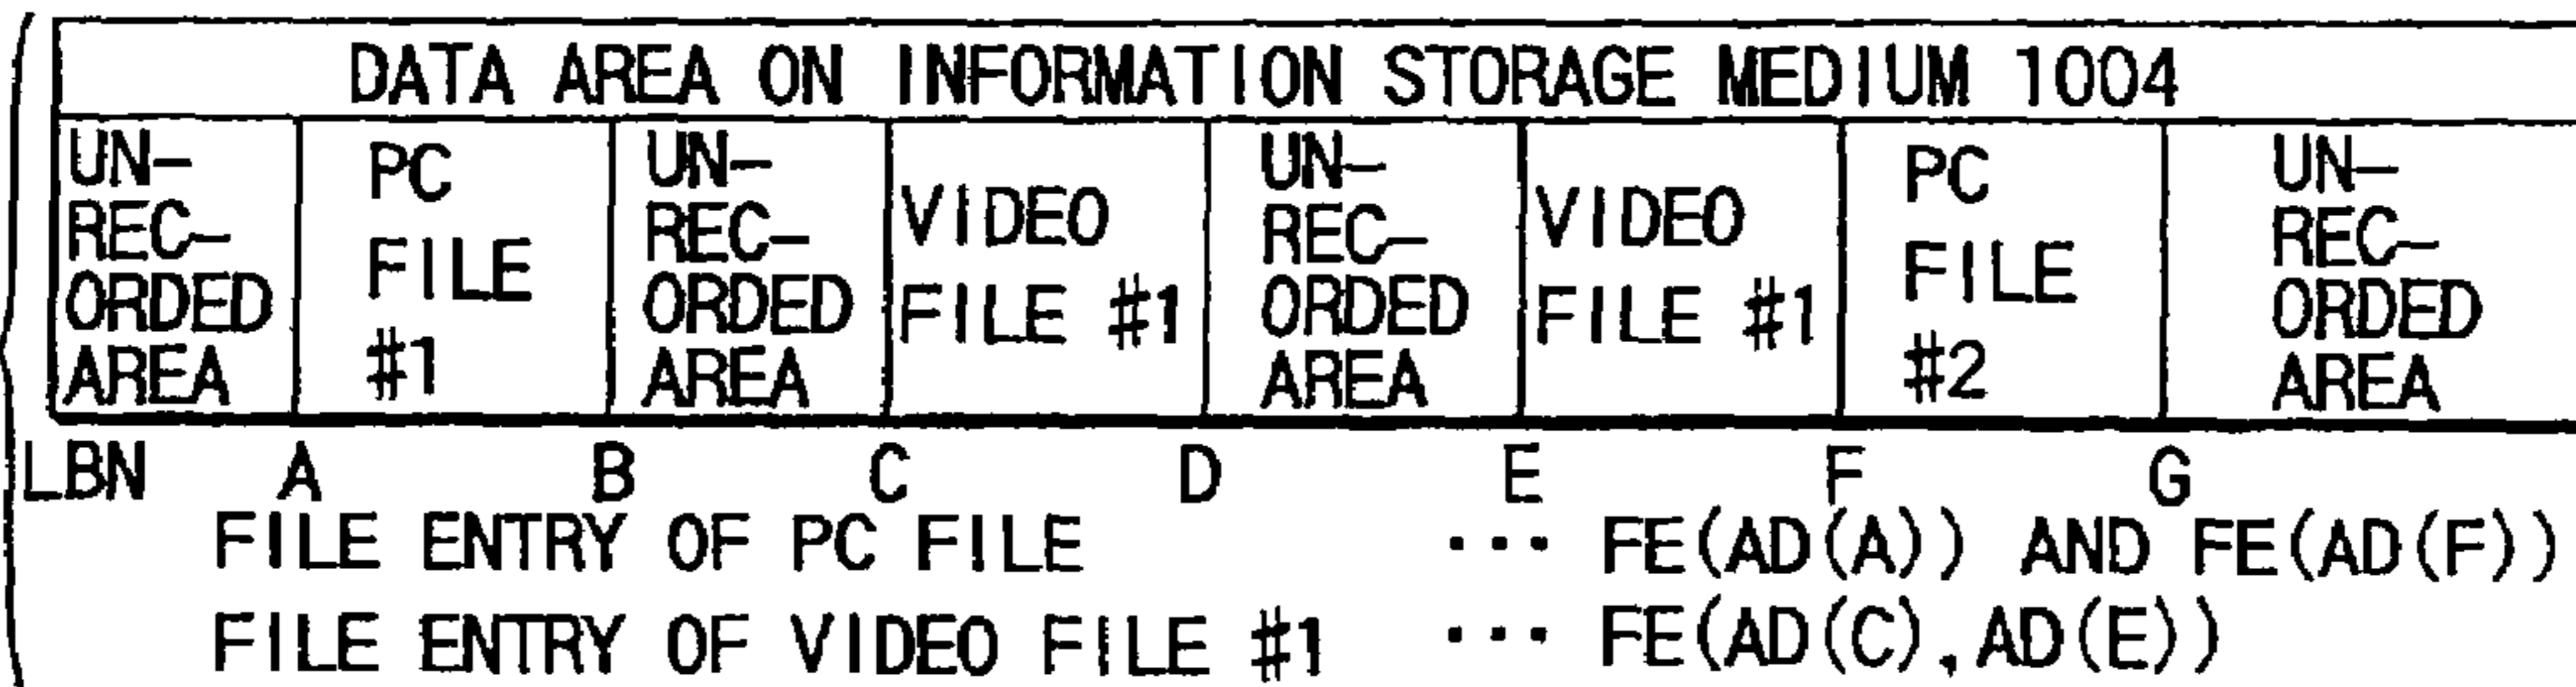 DATA AREA ON INFORMATION STORAGE MEDIUM 1004
UN-
REC-
ORDED
AREA
PC
FILE
#1
UN-
REC-
ORDED
AREA
VIDEO
FILE #1
UN-
REC-
ORDED
AREA
VIDEO
FILE #1
PC
FILE
#2
UN-
REC-
ORDED
AREA
LBN A B C D E F G
FILE ENTRY OF PC FILE ··· FE(AD(A)) AND FE(AD(F))
FILE ENTRY OF VIDEO FILE #1 ··· FE(AD(C),AD(E))